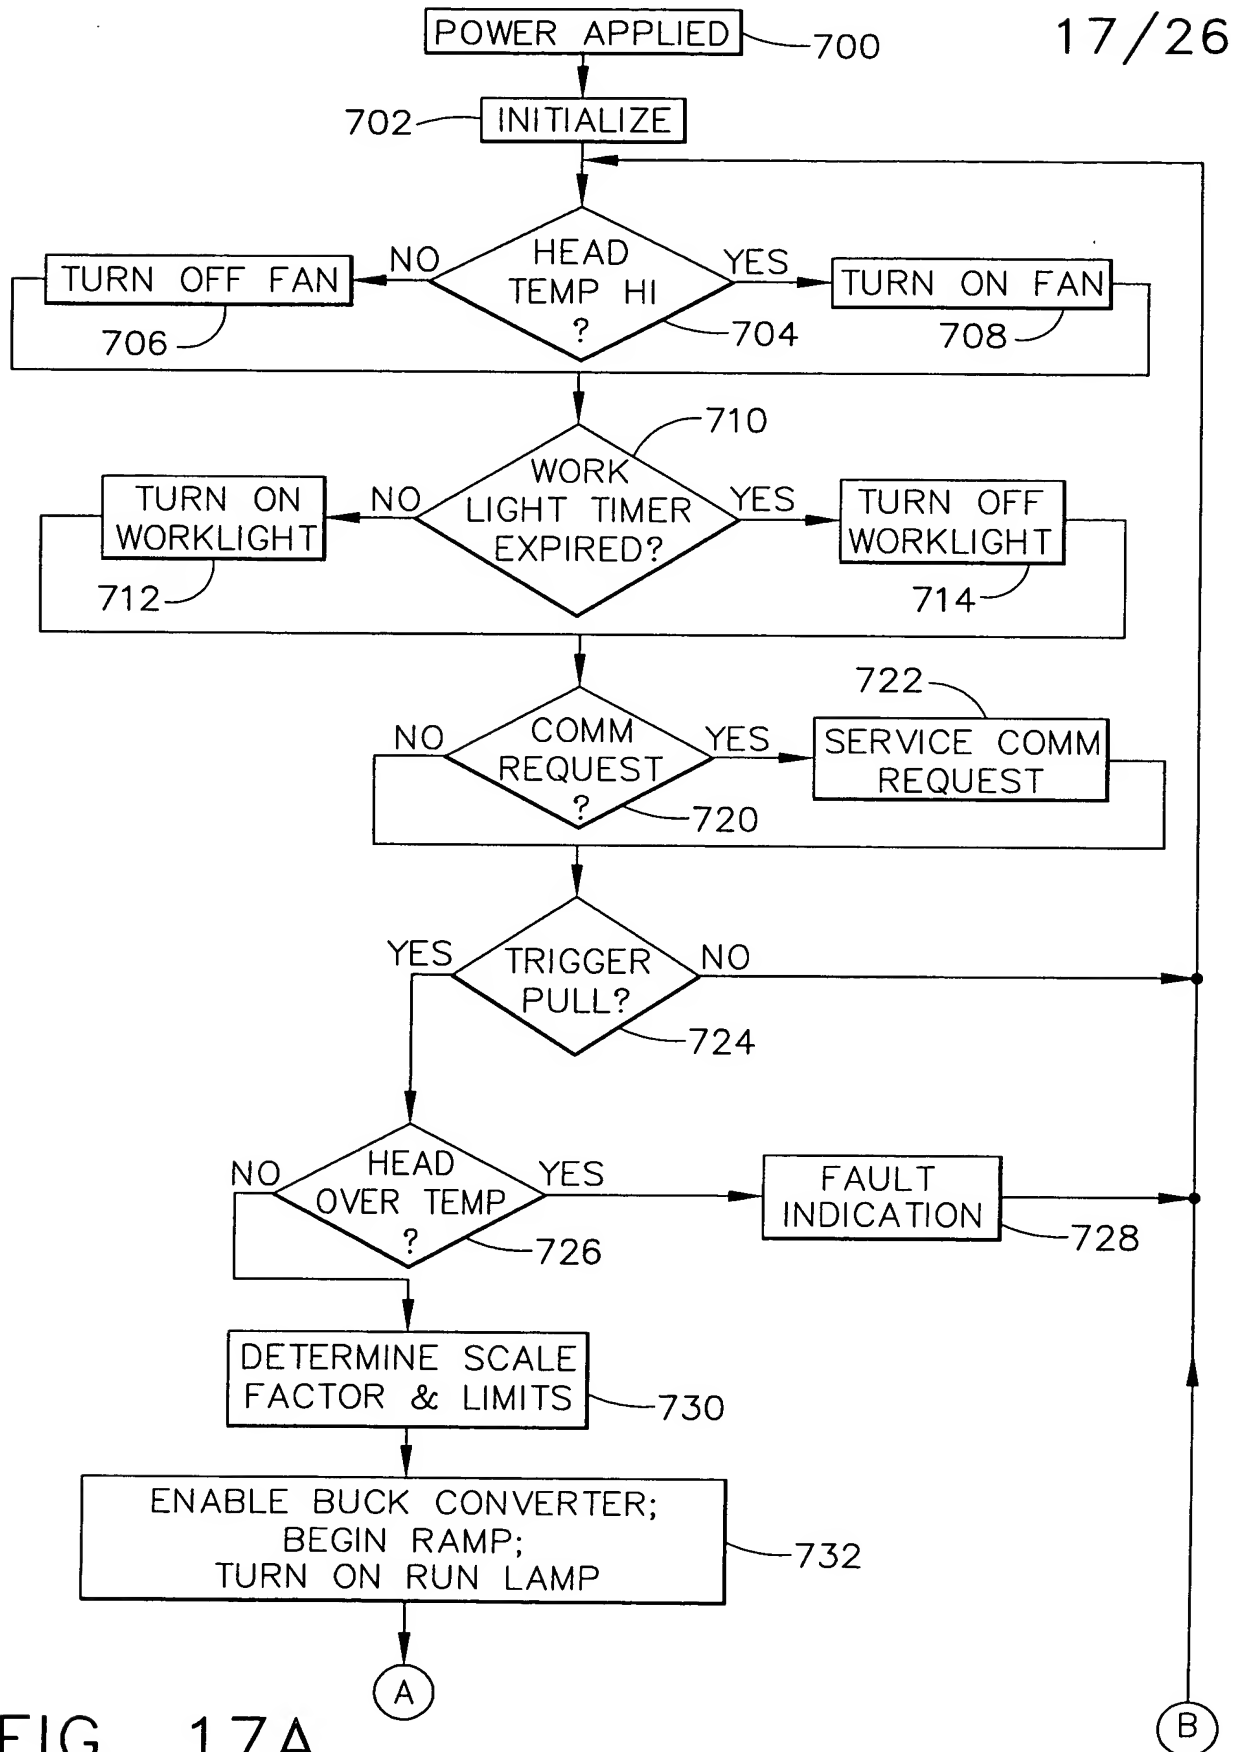 17/26
POWER APPLIED
700
702
INITIALIZE
HEAD
TEMP HI
?
NO
YES
TURN OFF FAN
TURN ON FAN
706
704
708
710
WORK
LIGHT TIMER
EXPIRED?
NO
YES
TURN ON
WORKLIGHT
TURN OFF
WORKLIGHT
712
714
722
COMM
REQUEST
?
NO
YES
SERVICE COMM
REQUEST
720
YES
TRIGGER
PULL?
NO
724
NO
HEAD
OVER TEMP
?
YES
FAULT
INDICATION
726
728
DETERMINE SCALE
FACTOR & LIMITS
730
ENABLE BUCK CONVERTER;
BEGIN RAMP;
TURN ON RUN LAMP
732
A
B
FIG. 17A